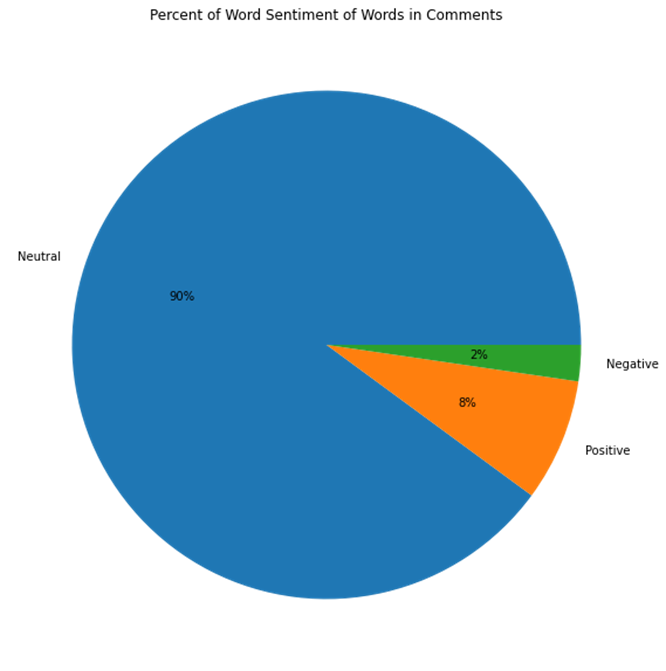 Percent of Word Sentiment of Words in Comments
Neutral
90%
2%
Negative
8%
Positive